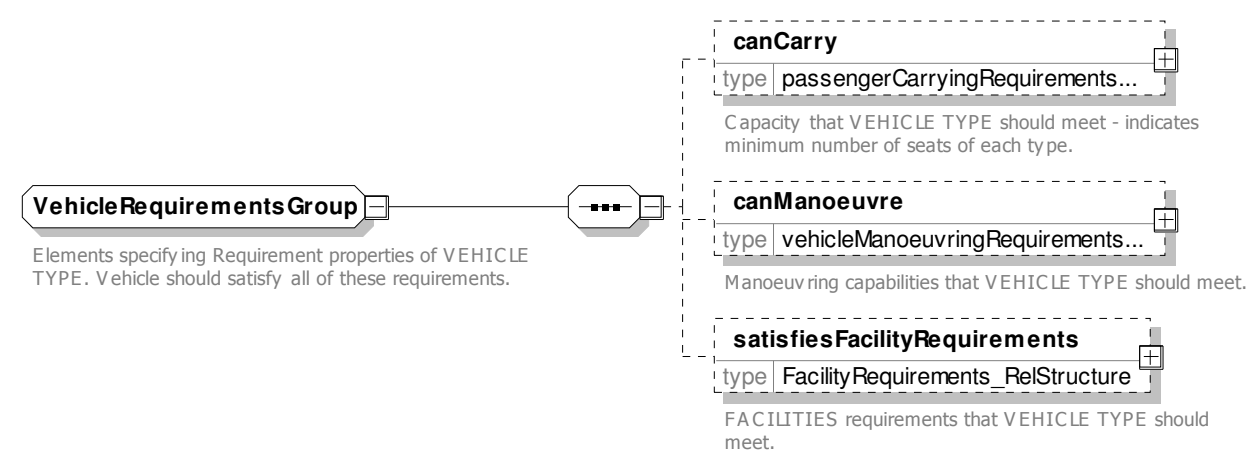 canCarry
type passengerCarryingRequirements...
Capacity that VEHICLE TYPE should meet - indicates
minimum number of seats of each type.
VehicleRequirementsGroup
Elements specifying Requirement properties of VEHICLE
TYPE. Vehicle should satisfy all of these requirements.
canManoeuvre
type vehicleManoeuvringRequirements...
Manoeuvring capabilities that VEHICLE TYPE should meet.
satisfiesFacilityRequirements
type FacilityRequirements_RelStructure
FACILITIES requirements that VEHICLE TYPE should
meet.